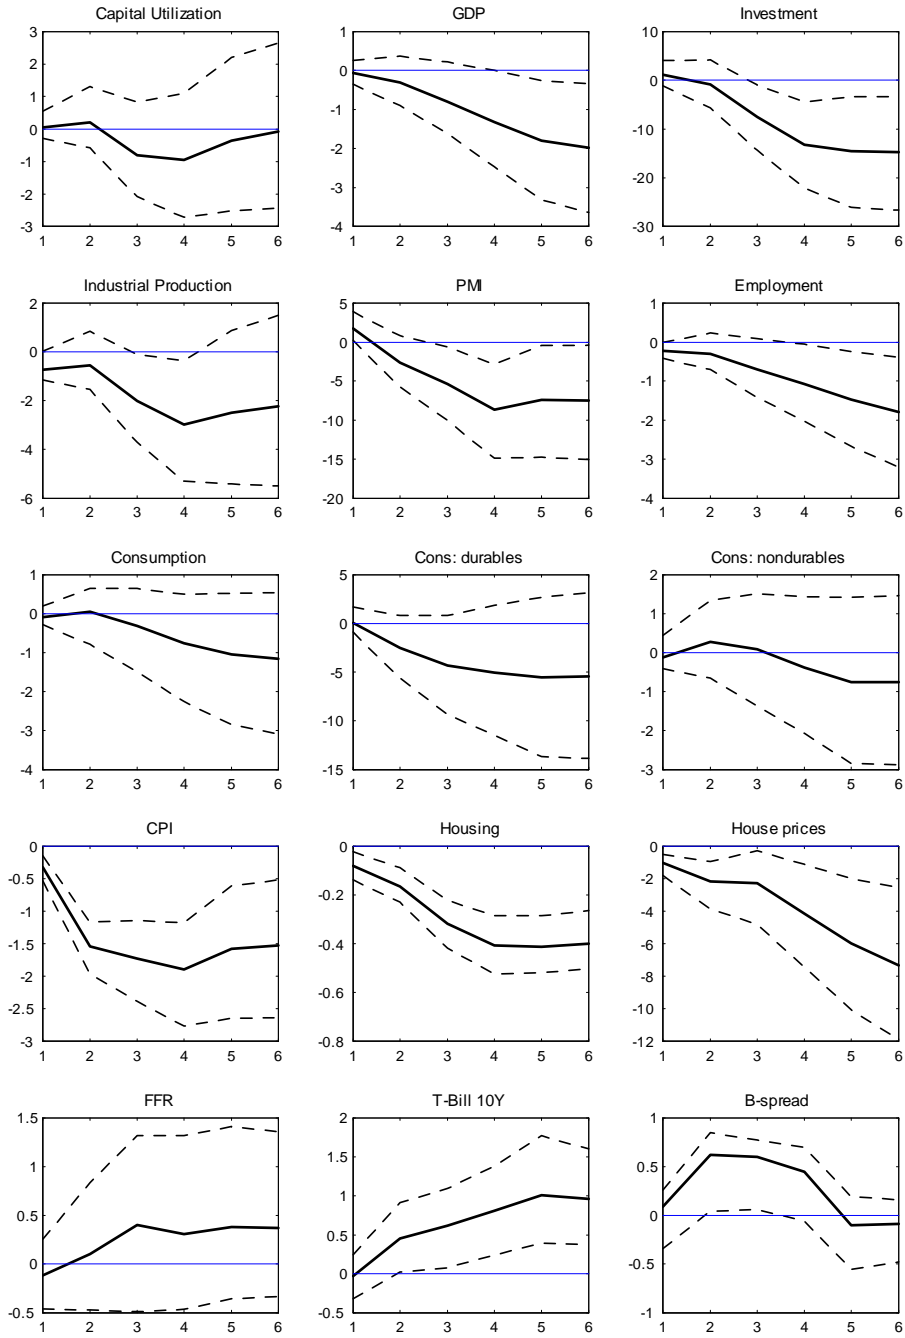 Capital Utilization GDP Investment
3 1 10
2 0 0
1 -1 -10
0 -2 -20
-1 -3 -30
-2 -4
-3
1 2 3 4 5 6 1 2 3 4 5 6 1 2 3 4 5 6
Industrial Production PMI Employment
2 5 1
0 0 0
-2 -5 -1
-4 -10 -2
-6 -15 -3
-20 -4
1 2 3 4 5 6 1 2 3 4 5 6 1 2 3 4 5 6
Consumption Cons: durables Cons: nondurables
1 5 2
0 0 1
-1 -5 0
-2 -10 -1
-3 -15 -2
-4 -3
1 2 3 4 5 6 1 2 3 4 5 6 1 2 3 4 5 6
CPI Housing House prices
0 0 0
-0.5 -0.2 -2
-1 -0.4 -4
-1.5 -0.6 -6
-2 -0.8 -8
-2.5 -10
-3 -12
1 2 3 4 5 6 1 2 3 4 5 6 1 2 3 4 5 6
FFR T-Bill 10Y B-spread
1.5 2 1
1 1.5 0.5
0.5 1 0
0 0.5 -0.5
-0.5 0 -1
-0.5
1 2 3 4 5 6 1 2 3 4 5 6 1 2 3 4 5 6